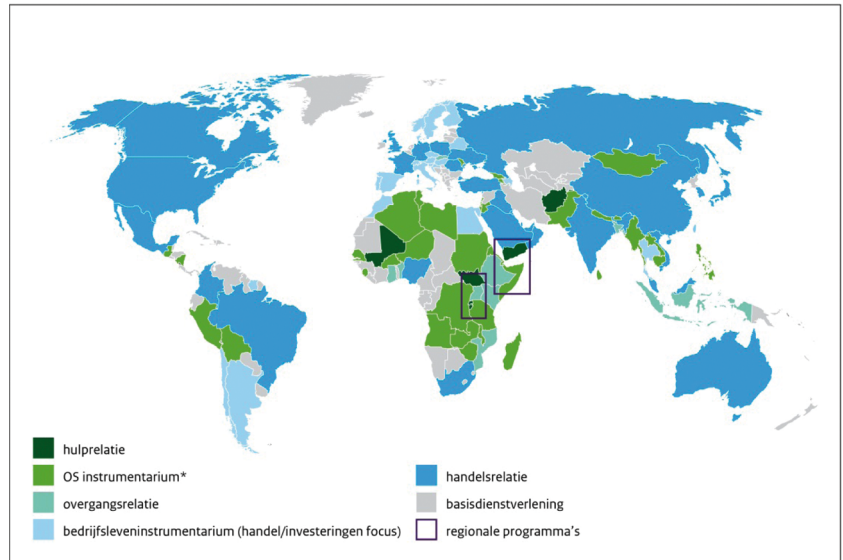 hulprelatie
OS instrumentarium*
overgangsrelatie
bedrijfsleveninstrumentarium (handel/investeringen focus)
handelsrelatie
basisdienstverlening
regionale programma's